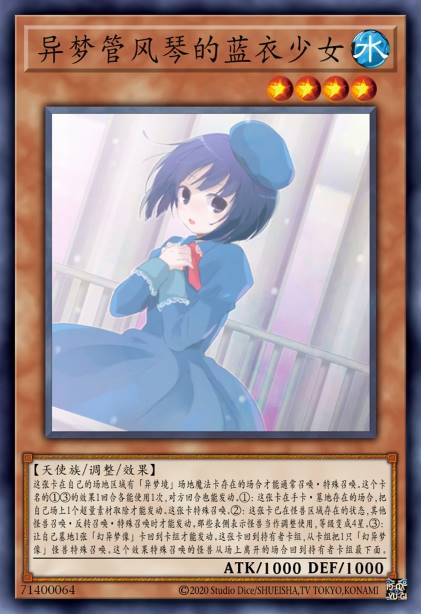 异梦管风琴的蓝衣少女
水
【天使族/调整/效果】
这张卡在自己的场地区域有「异梦境」场地魔法卡存在的场合才能通常召唤·特殊召唤。这个卡
名的①③的效果1回合各能使用1次,对方回合也能发动。①:这张卡在手卡·墓地存在的场合,把
自己场上1个超量素材取除才能发动。这张卡特殊召唤。②:这张卡已在怪兽区域存在的状态,其他
怪兽召唤·反转召唤·特殊召唤时才能发动。那些表侧表示怪兽当作调整使用,等级变成4星。③:
让自己墓地1张「幻异梦像」卡回到卡组才能发动。这张卡回到持有者卡组,从卡组把1只「幻异梦
像」怪兽特殊召唤。这个效果特殊召唤的怪兽从场上离开的场合回到持有者卡组最下面。
ATK/1000 DEF/1000
71400064
©2020 Studio Dice/SHUEISHA,TV TOKYO,KONAMI